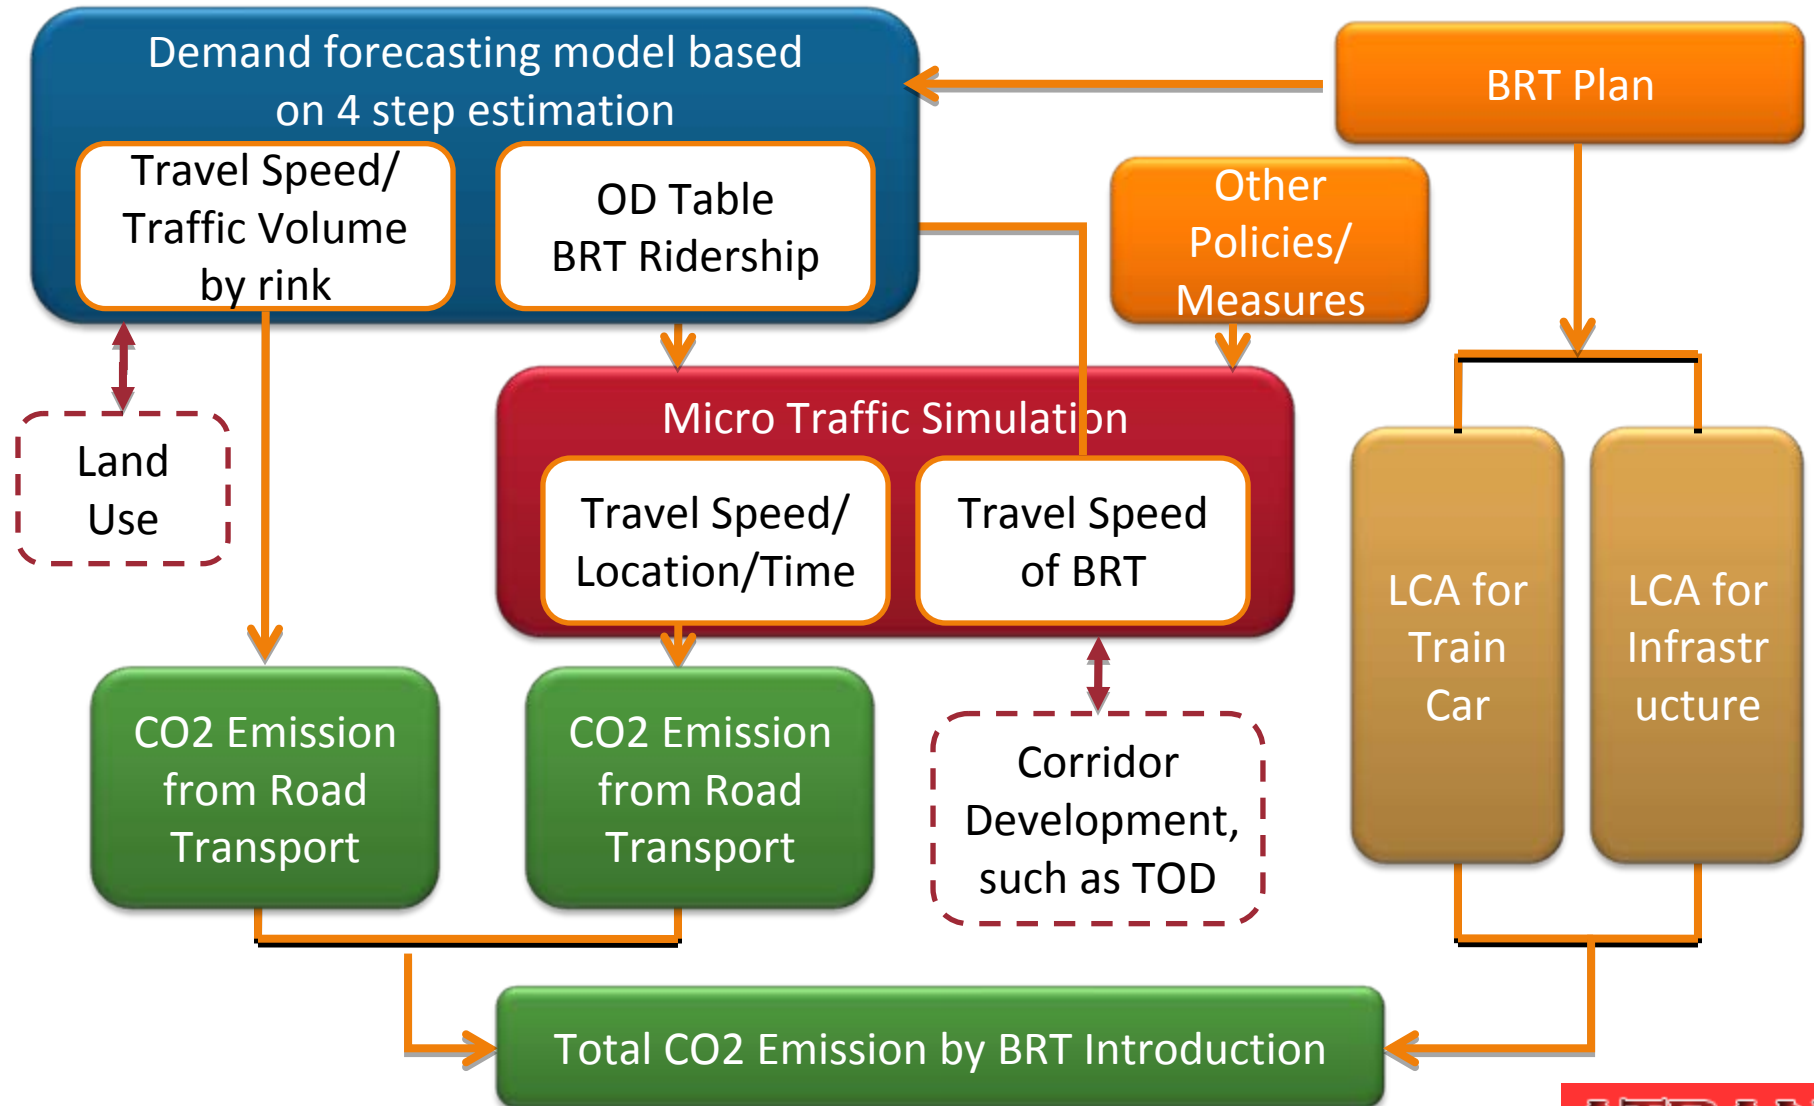 Demand forecasting model based
on 4 step estimation
Travel Speed/
Traffic Volume
by rink
OD Table
BRT Ridership
BRT Plan
Other
Policies/
Measures
Land
Use
Micro Traffic Simulation
Travel Speed/
Location/Time
Travel Speed
of BRT
LCA for
Train
Car
LCA for
Infrastr
ucture
CO2 Emission
from Road
Transport
CO2 Emission
from Road
Transport
Corridor
Development,
such as TOD
Total CO2 Emission by BRT Introduction